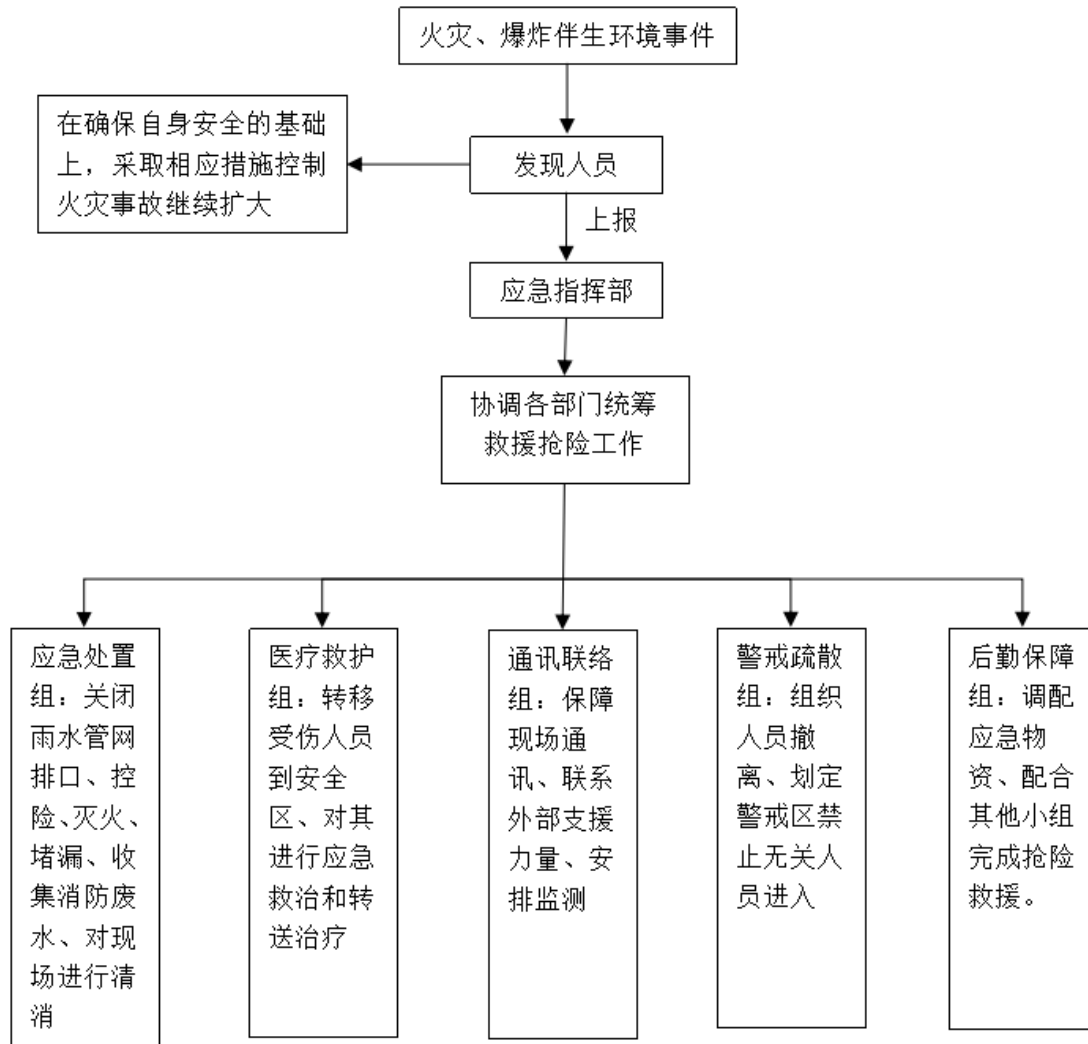 火灾、爆炸伴生环境事件
在确保自身安全的基础
上，采取相应措施控制
火灾事故继续扩大
发现人员
上报
应急指挥部
协调各部门统筹
救援抢险工作
应急处置
组：关闭
雨水管网
排口、控
险、灭火、
堵漏、收
集消防废
水、对现
场进行清
消
医疗救护
组：转移
受伤人员
到安全
区、对其
进行应急
救治和转
送治疗
通讯联络
组：保障
现场通
讯、联系
外部支援
力量、安
排监测
警戒疏散
组：组织
人员撤
离、划定
警戒区禁
止无关人
员进入
后勤保障
组：调配
应急物
资、配合
其他小组
完成抢险
救援。